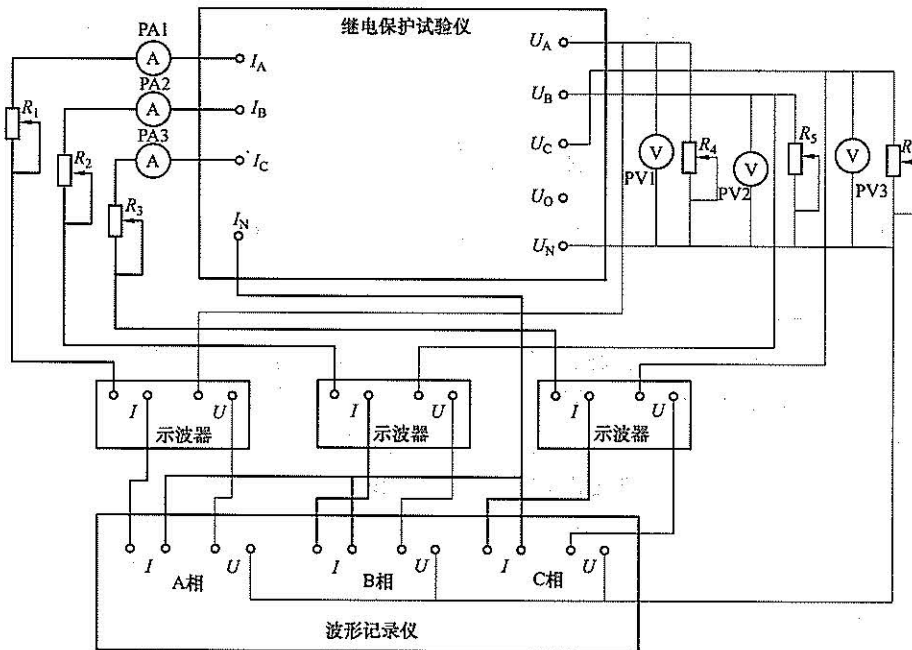 继电保护试验仪
PA1
A
I_A
PA2
A
I_B
PA3
A
I_C
I_N
R_1
R_2
R_3
U_A
U_B
U_C
U_O
U_N
V
PV1
R_4
V
PV2
R_5
V
PV3
R
I U
示波器
I U
示波器
I U
示波器
I U
A相
I U
B相
I U
C相
波形记录仪